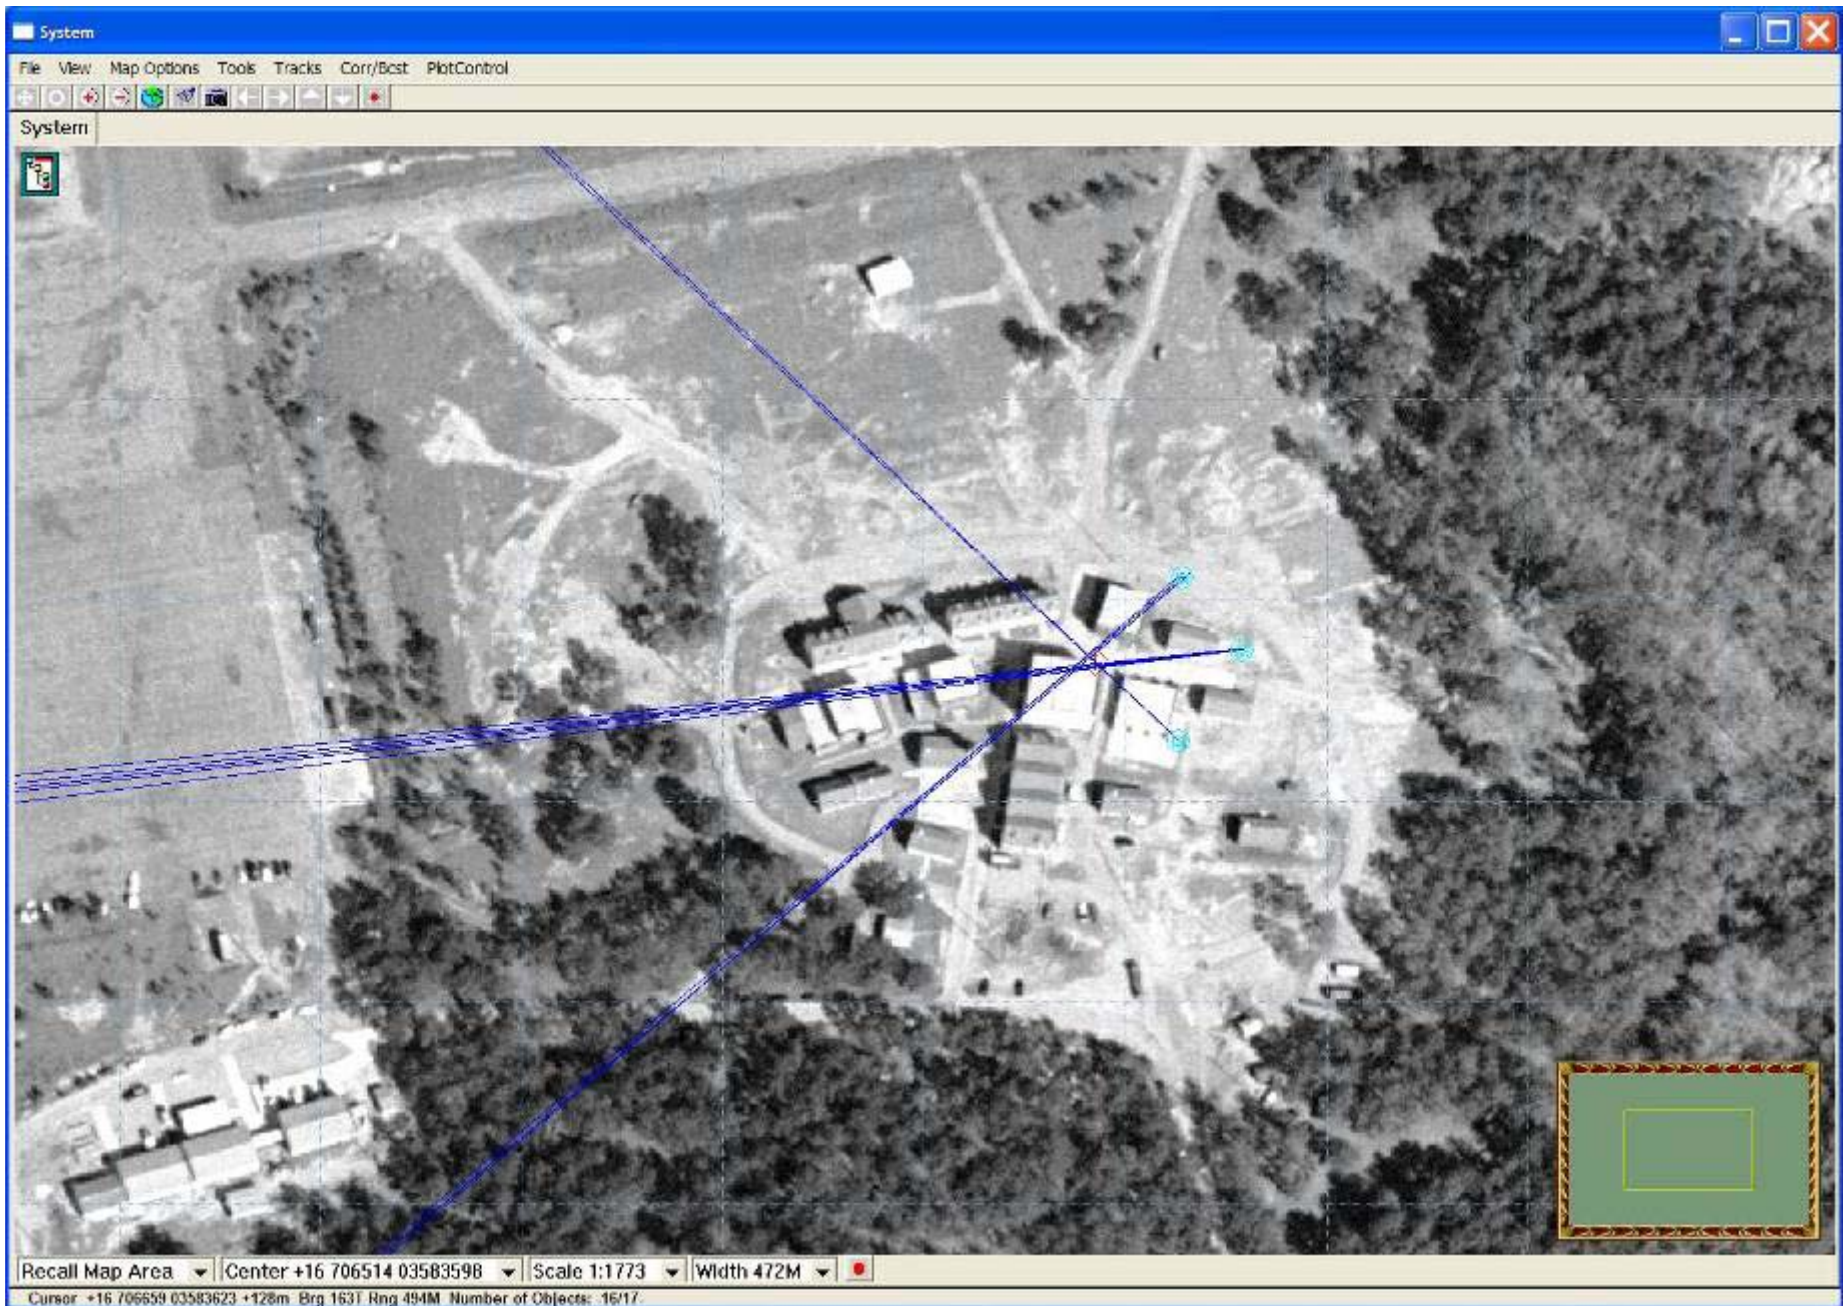 System
File View Map Options Tools Tracks Corr/Bcst PlotControl
System
Recall Map Area Center +16 706514 03583598 Scale 1:1773 Width 472M
Cursor +16 706659 03583623 +128m Brg 163T Rng 494M Number of Objects: 16/17